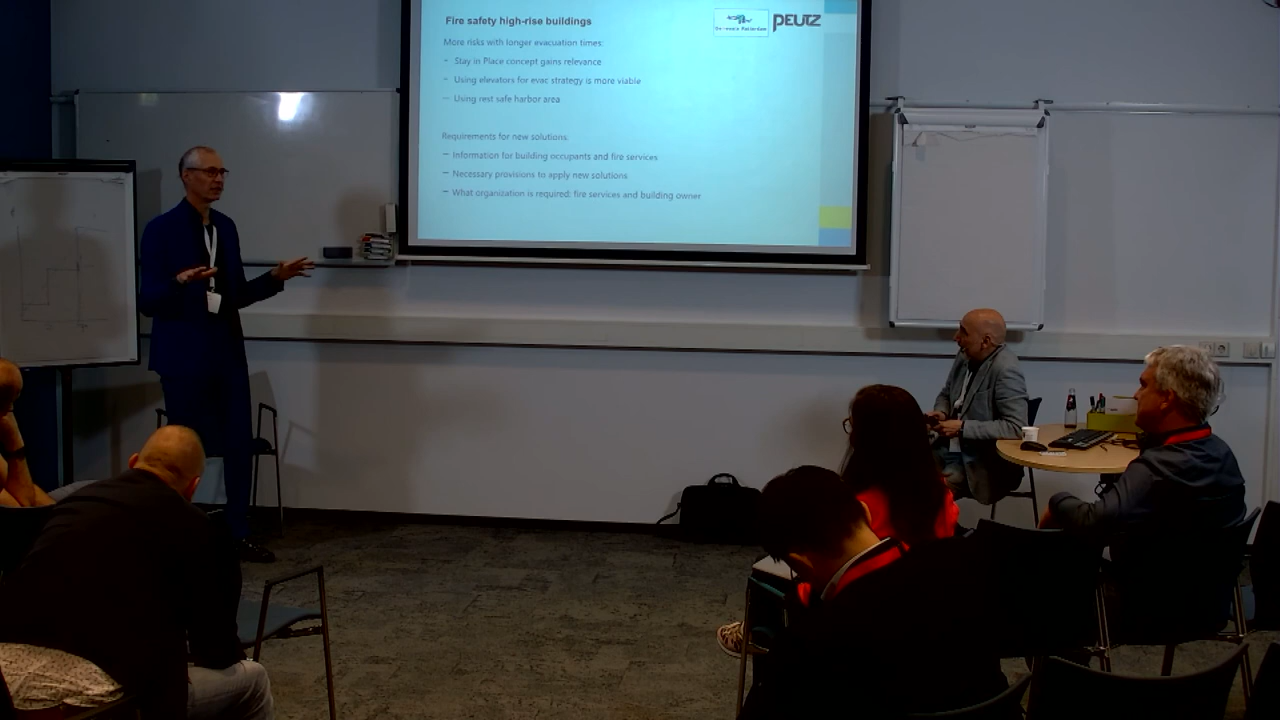 Fire safety high-rise buildings
PEUTZ
More risks with longer evacuation times:
- Stay in Place concept gains relevance
- Using elevators for evac strategy is more viable
- Using rest safe harbor area
Requirements for new solutions:
- Information for building occupants and fire services
- Necessary provisions to apply new solutions
- What organization is required: fire services and building owner